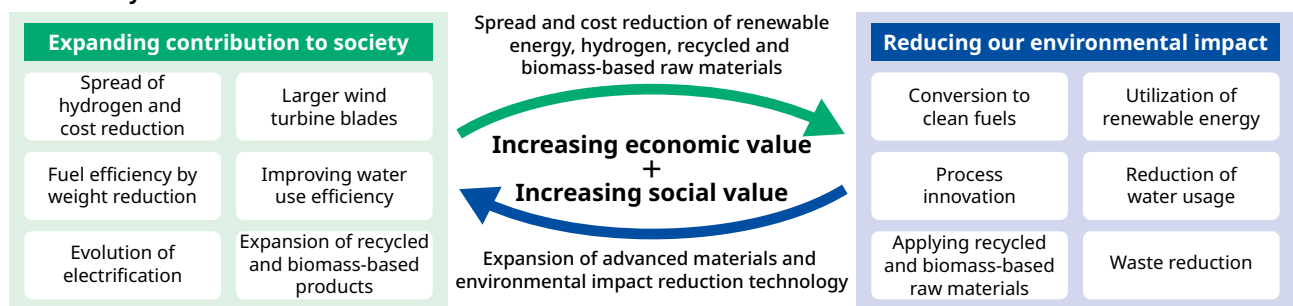 Expanding contribution to society
Spread of
hydrogen and
cost reduction
Larger wind
turbine blades
Fuel efficiency by
weight reduction
Improving water
use efficiency
Evolution of
electrification
Expansion of recycled
and biomass-based
products
Spread and cost reduction of renewable
energy, hydrogen, recycled and
biomass-based raw materials
Increasing economic value
+
Increasing social value
Expansion of advanced materials and
environmental impact reduction technology
Reducing our environmental impact
Conversion to
clean fuels
Utilization of
renewable energy
Process
innovation
Reduction of
water usage
Applying recycled
and biomass-based
raw materials
Waste reduction